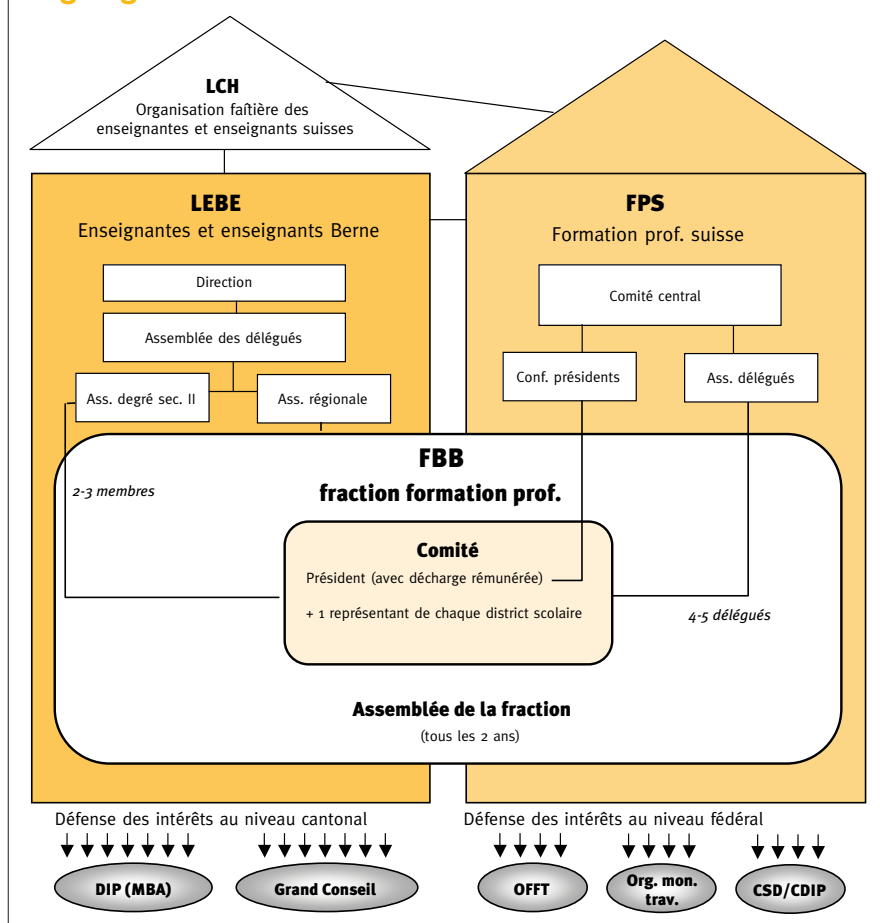 LCH
Organisation faîtière des
enseignantes et enseignants suisses
LEBE
Enseignantes et enseignants Berne
Direction
Assemblée des délégués
Ass. degré sec. II
Ass. régionale
FPS
Formation prof. suisse
Comité central
Conf. présidents
Ass. délégués
FBB
fraction formation prof.
2-3 membres
Comité
Président (avec décharge rémunérée)
+ 1 représentant de chaque district scolaire
4-5 délégués
Assemblée de la fraction
(tous les 2 ans)
Défense des intérêts au niveau cantonal
DIP (MBA)
Grand Conseil
Défense des intérêts au niveau fédéral
OFFT
Org. mon.
trav.
CSD/CDIP